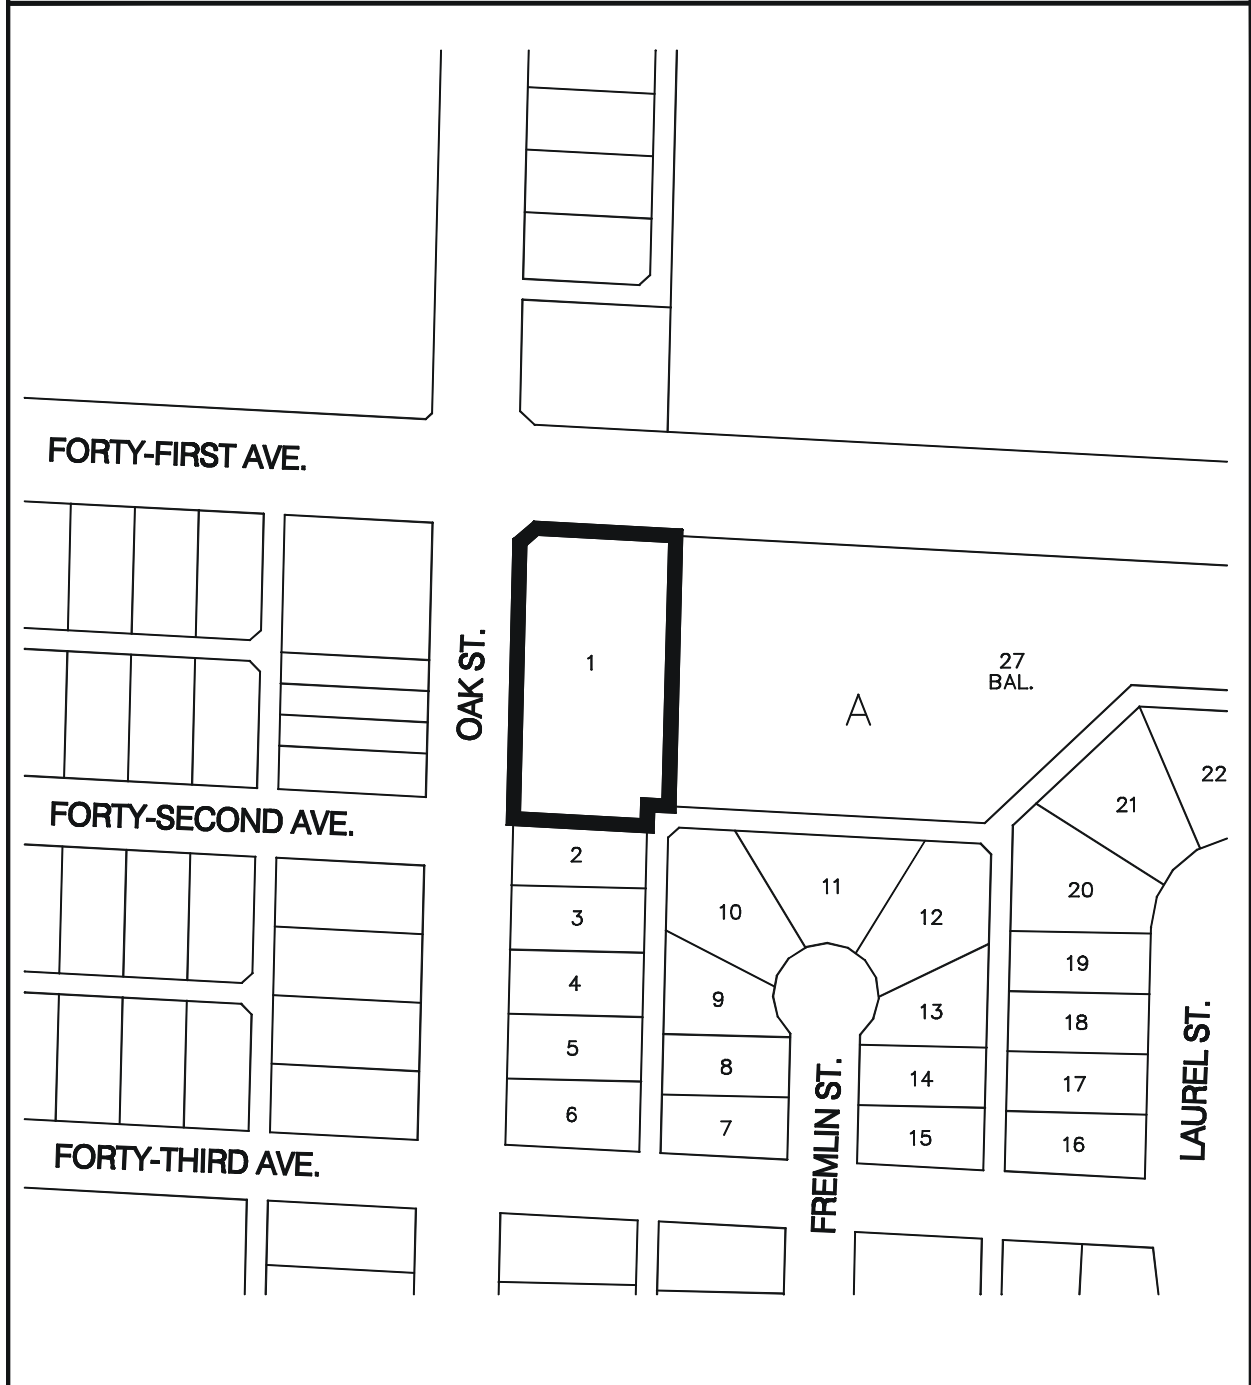 FORTY-FIRST AVE.
OAK ST.
1
27
BAL.
A
22
21
FORTY-SECOND AVE.
2
11
20
10
12
3
19
4
9
13
18
5
8
14
17
6
7
15
16
FORTY-THIRD AVE.
FREMLIN ST.
LAUREL ST.